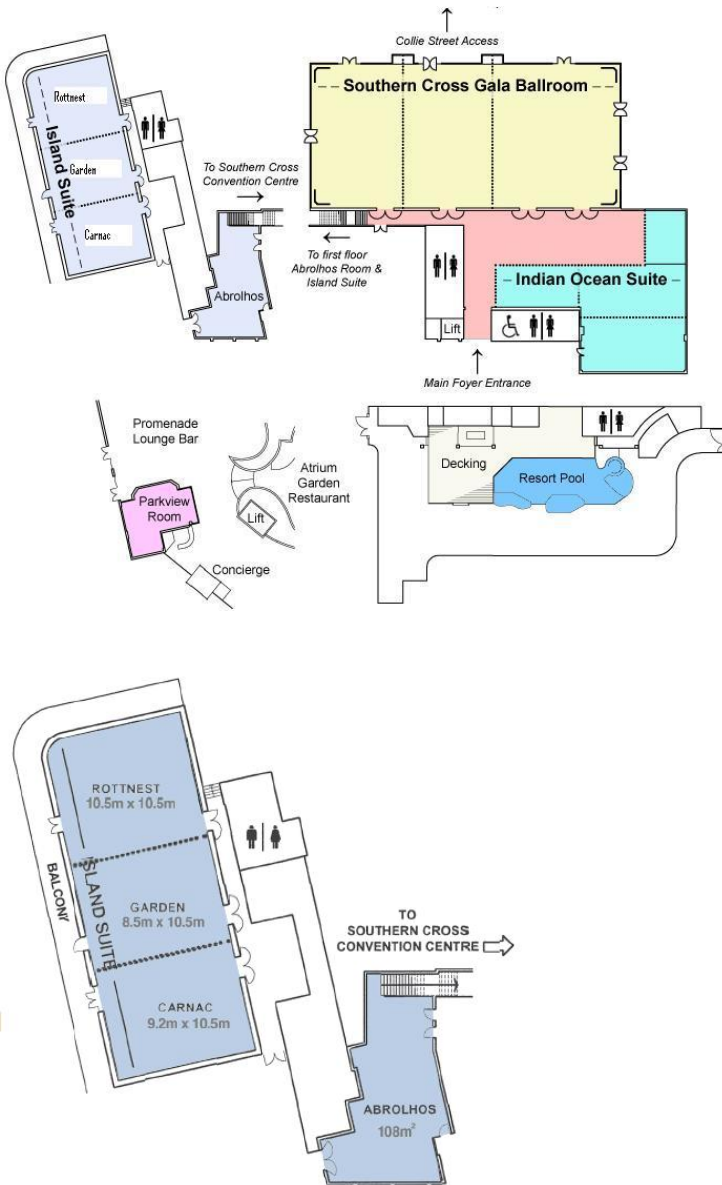 Collie Street Access
Southern Cross Gala Ballroom
Rottnest
Island Suite
Garden
Carnac
To Southern Cross
Convention Centre
To first floor
Abrolhos Room &
Island Suite
Abrolhos
Indian Ocean Suite
Lift
Main Foyer Entrance
Promenade
Lounge Bar
Parkview
Room
Atrium
Garden
Restaurant
Lift
Concierge
Decking
Resort Pool
ROTTNEST
10.5m x 10.5m
BALCONY
ISLAND SUITE
GARDEN
8.5m x 10.5m
CARNAC
9.2m x 10.5m
TO
SOUTHERN CROSS
CONVENTION CENTRE
ABROLHOS
108m²